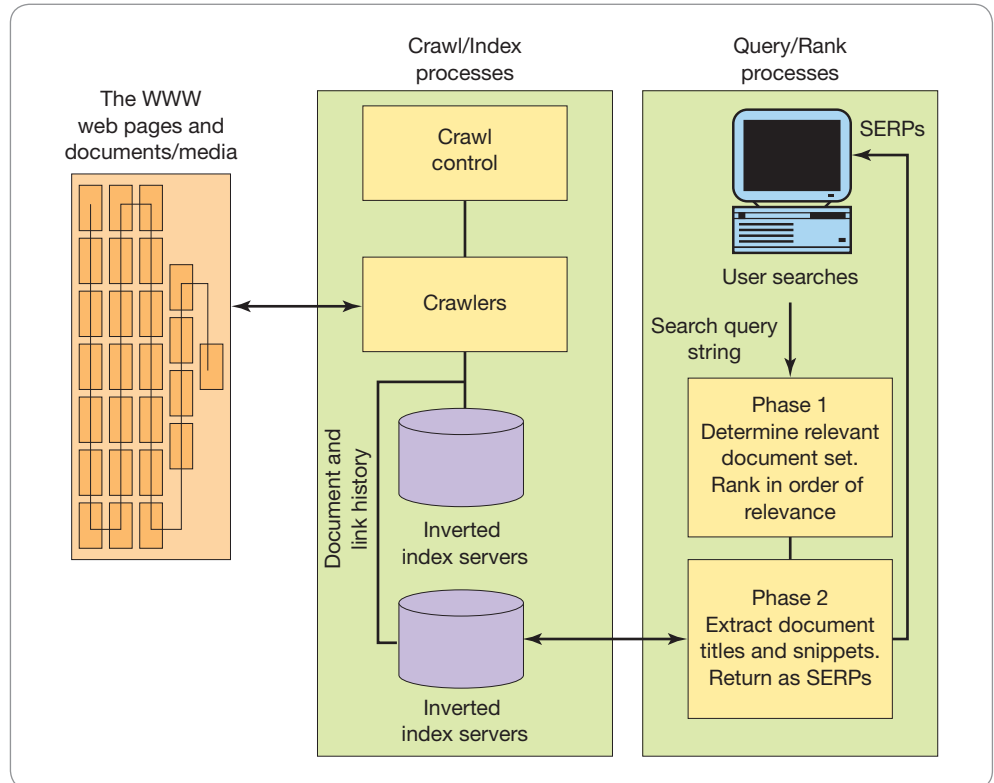 The WWW
web pages and
documents/media
Crawl/Index
processes
Crawl
control
Crawlers
Document and
link history
Inverted
index servers
Inverted
index servers
Query/Rank
processes
SERPs
User searches
Search query
string
Phase 1
Determine relevant
document set.
Rank in order of
relevance
Phase 2
Extract document
titles and snippets.
Return as SERPs